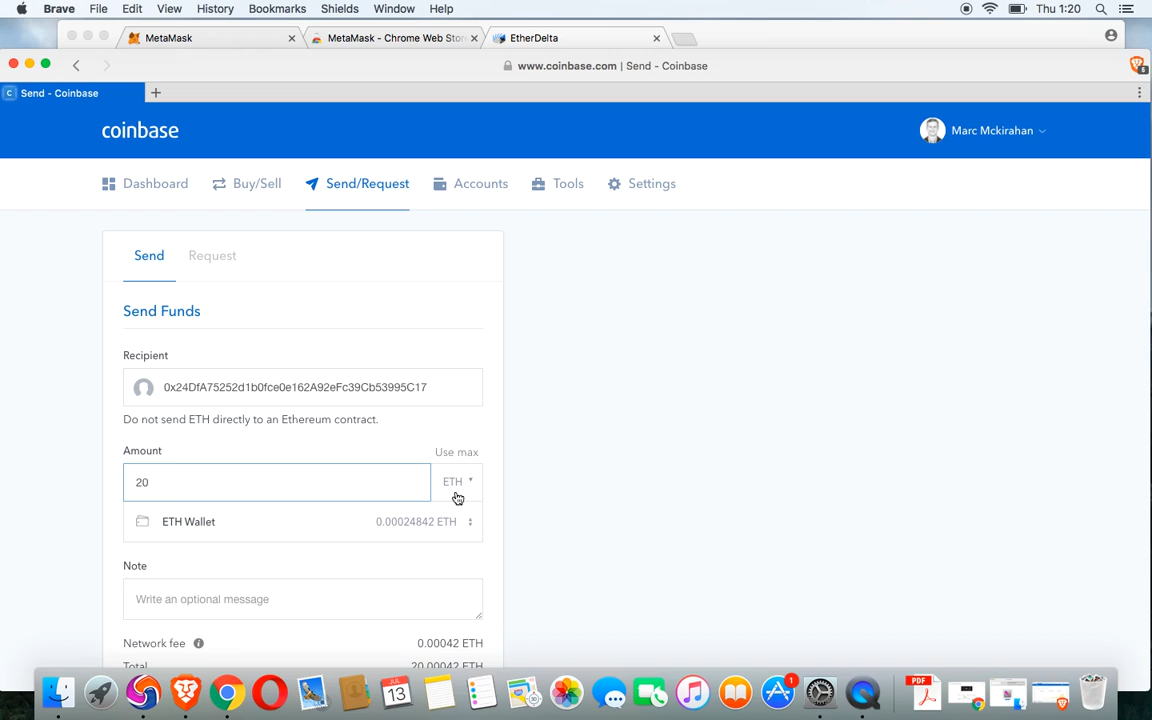 Brave File Edit View History Bookmarks Shields Window Help Thu 1:20
MetaMask MetaMask - Chrome Web Stor EtherDelta
www.coinbase.com | Send - Coinbase
6
C Send - Coinbase
coinbase Marc Mckirahan
Dashboard Buy/Sell Send/Request Accounts Tools Settings
Send Request
Send Funds
Recipient
0x24DfA75252d1b0fce0e162A92eFc39Cb53995C17
Do not send ETH directly to an Ethereum contract.
Amount Use max
20 ETH
ETH Wallet 0.00024842 ETH
Note
Write an optional message
Network fee 0.00042 ETH
Total 20.00042 ETH
JUL
13
1
PDF